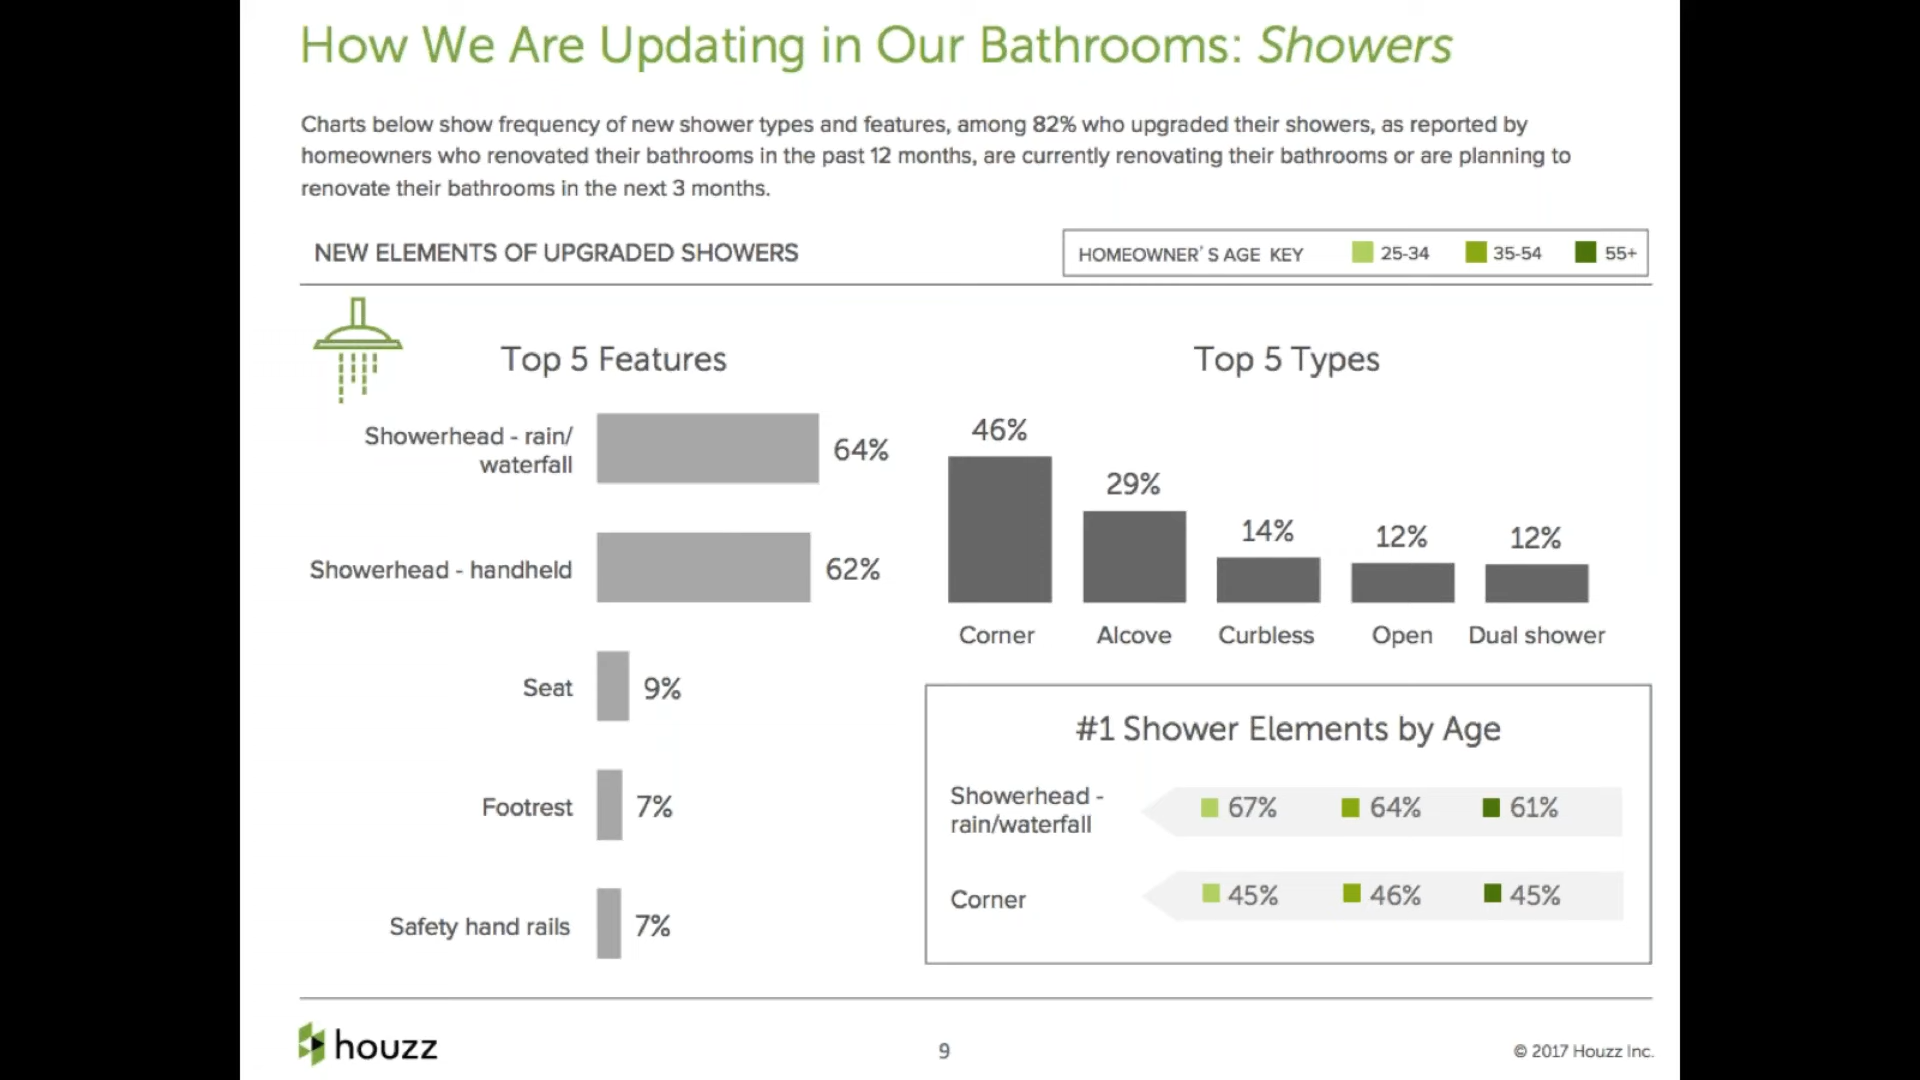 How We Are Updating in Our Bathrooms: Showers
Charts below show frequency of new shower types and features, among 82% who upgraded their showers, as reported by
homeowners who renovated their bathrooms in the past 12 months, are currently renovating their bathrooms or are planning to
renovate their bathrooms in the next 3 months.
NEW ELEMENTS OF UPGRADED SHOWERS
HOMEOWNER'S AGE KEY 25-34 35-54 55+
Top 5 Features
Showerhead - rain/
waterfall
64%
Showerhead - handheld 62%
Seat 9%
Footrest 7%
Safety hand rails 7%
Top 5 Types
46% 29% 14% 12% 12%
Corner Alcove Curbless Open Dual shower
#1 Shower Elements by Age
Showerhead -
rain/waterfall
67% 64% 61%
Corner 45% 46% 45%
houzz
9
© 2017 Houzz Inc.